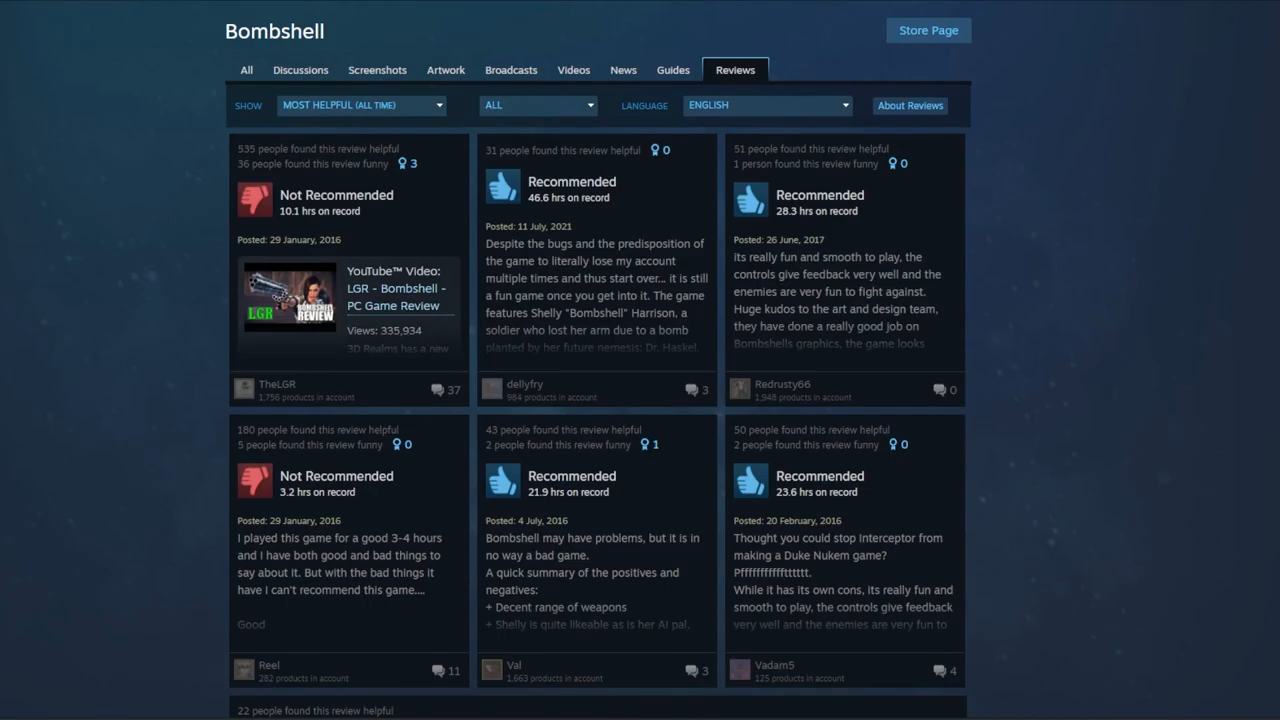 Bombshell
Store Page
All Discussions Screenshots Artwork Broadcasts Videos News Guides Reviews
SHOW MOST HELPFUL (ALL TIME) ALL LANGUAGE ENGLISH About Reviews
535 people found this review helpful
36 people found this review funny 3
Not Recommended
10.1 hrs on record
Posted: 29 January, 2016
LGR
BOMBSHELL
REVIEW
YouTube™ Video:
LGR - Bombshell -
PC Game Review
Views: 335,934
3D Realms has a new
TheLGR
1,756 products in account
37
31 people found this review helpful 0
Recommended
46.6 hrs on record
Posted: 11 July, 2021
Despite the bugs and the predisposition of
the game to literally lose my account
multiple times and thus start over... it is still
a fun game once you get into it. The game
features Shelly "Bombshell" Harrison, a
soldier who lost her arm due to a bomb
planted by her future nemesis: Dr. Haskel.
dellyfry
984 products in account
3
51 people found this review helpful
1 person found this review funny 0
Recommended
28.3 hrs on record
Posted: 26 June, 2017
its really fun and smooth to play, the
controls give feedback very well and the
enemies are very fun to fight against.
Huge kudos to the art and design team,
they have done a really good job on
Bombshells graphics, the game looks
Redrusty66
1,948 products in account
0
180 people found this review helpful
5 people found this review funny 0
Not Recommended
3.2 hrs on record
Posted: 29 January, 2016
I played this game for a good 3-4 hours
and I have both good and bad things to
say about it. But with the bad things it
have I can't recommend this game....
Good
Reel
282 products in account
11
43 people found this review helpful
2 people found this review funny 1
Recommended
21.9 hrs on record
Posted: 4 July, 2016
Bombshell may have problems, but it is in
no way a bad game.
A quick summary of the positives and
negatives:
+ Decent range of weapons
+ Shelly is quite likeable as is her AI pal,
Val
1,663 products in account
3
50 people found this review helpful
2 people found this review funny 0
Recommended
23.6 hrs on record
Posted: 20 February, 2016
Thought you could stop Interceptor from
making a Duke Nukem game?
Pffffffffffftttttt.
While it has its own cons, its really fun and
smooth to play, the controls give feedback
very well and the enemies are very fun to
Vadam5
125 products in account
4
22 people found this review helpful